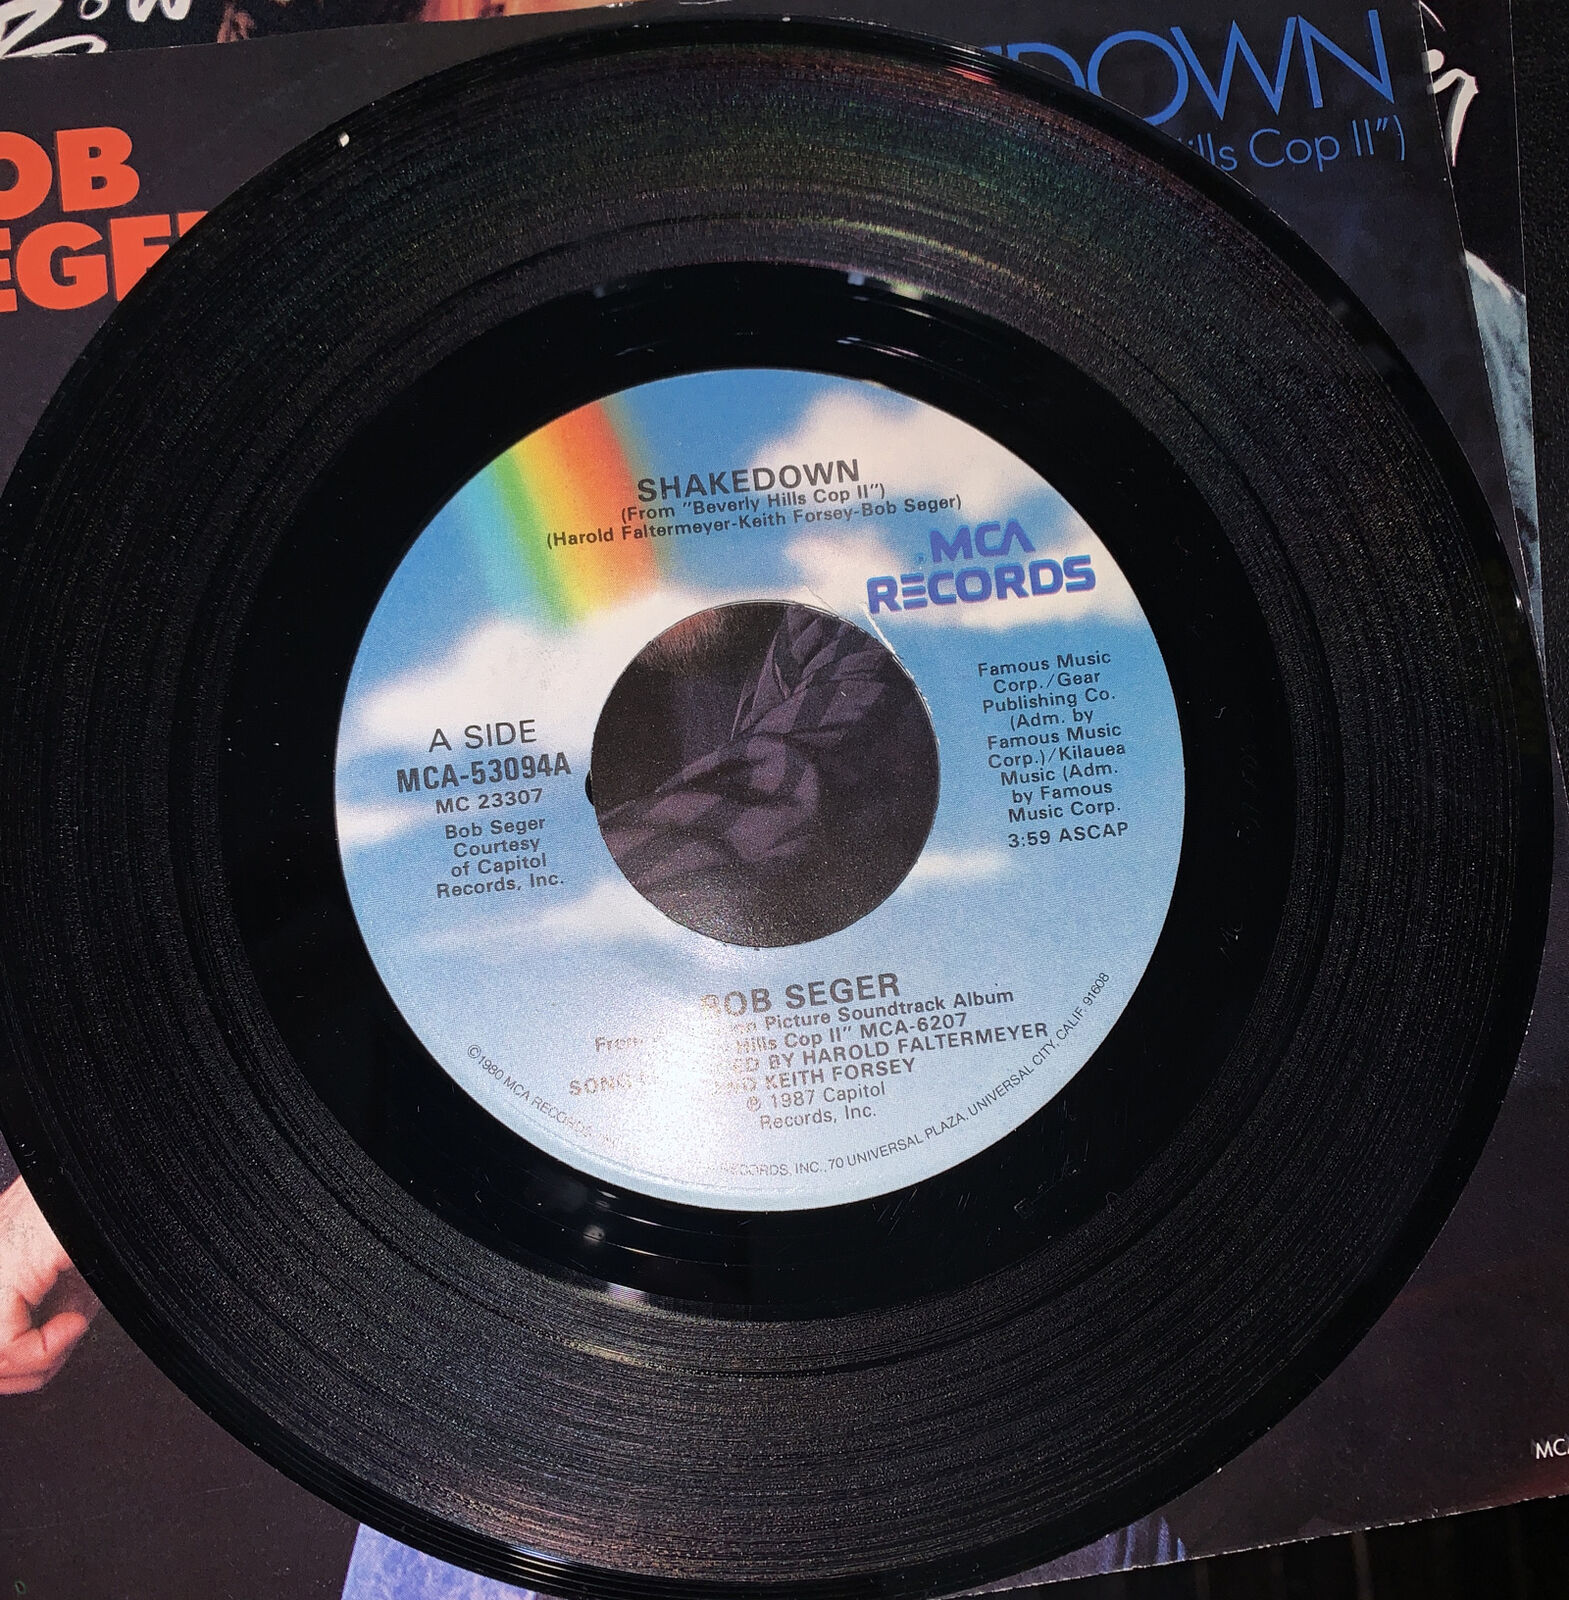 OB
EGE
DOWN
ills Cop II")
SHAKEDOWN
(From "Beverly Hills Cop II")
(Harold Faltermeyer-Keith Forsey-Bob Seger)
MCA
RECORDS
A SIDE
MCA-53094A
MC 23307
Bob Seger
Courtesy
of Capitol
Records, Inc.
Famous Music
Corp./Gear
Publishing Co.
(Adm. by
Famous Music
Corp.)/Kilauea
Music (Adm.
by Famous
Music Corp.
3:59 ASCAP
BOB SEGER
Picture Soundtrack Album
Hills Cop II" MCA-6207
BY HAROLD FALTERMEYER
SONG
KEITH FORSEY
℗ 1987 Capitol
Records, Inc.
©1980 MCA RECORDS, INC.
RECORDS, INC., 70 UNIVERSAL PLAZA, UNIVERSAL CITY, CALIF. 91608
MCA